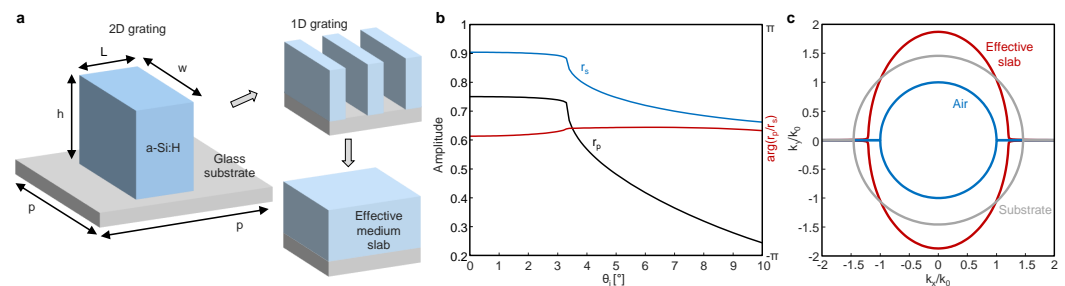 a
2D grating
L
w
h
a-Si:H
Glass
substrate
p
p
1D grating
Effective
medium
slab
b
1
0.9
0.8
0.7
0.6
0.5
0.4
0.3
0.2
Amplitude
r_s
r_p
π
-π
arg(r_p/r_s)
0 1 2 3 4 5 6 7 8 9 10
θ_i [°]
c
2
1.5
1
0.5
0
-0.5
-1
-1.5
-2
k_y/k_0
Effective
slab
Air
Substrate
-2 -1.5 -1 -0.5 0 0.5 1 1.5 2
k_x/k_0